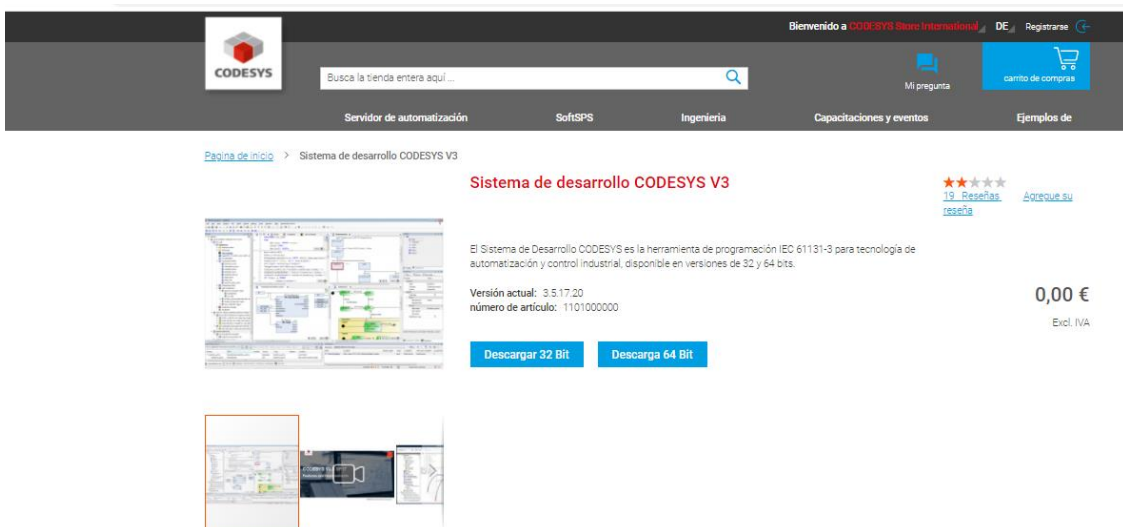 Bienvenido a CODESYS Store International DE Registrarse
CODESYS
Busca la tienda entera aquí ...
Mi pregunta
carrito de compras
Servidor de automatización SoftSPS Ingenieria Capacitaciones y eventos Ejemplos de
Pagina de inicio > Sistema de desarrollo CODESYS V3
Sistema de desarrollo CODESYS V3
19 Reseñas Agregue su
reseña
El Sistema de Desarrollo CODESYS es la herramienta de programación IEC 61131-3 para tecnología de
automatización y control industrial, disponible en versiones de 32 y 64 bits.
Versión actual: 3.5.17.20
número de artículo: 1101000000
0,00 €
Excl. IVA
Descargar 32 Bit Descarga 64 Bit